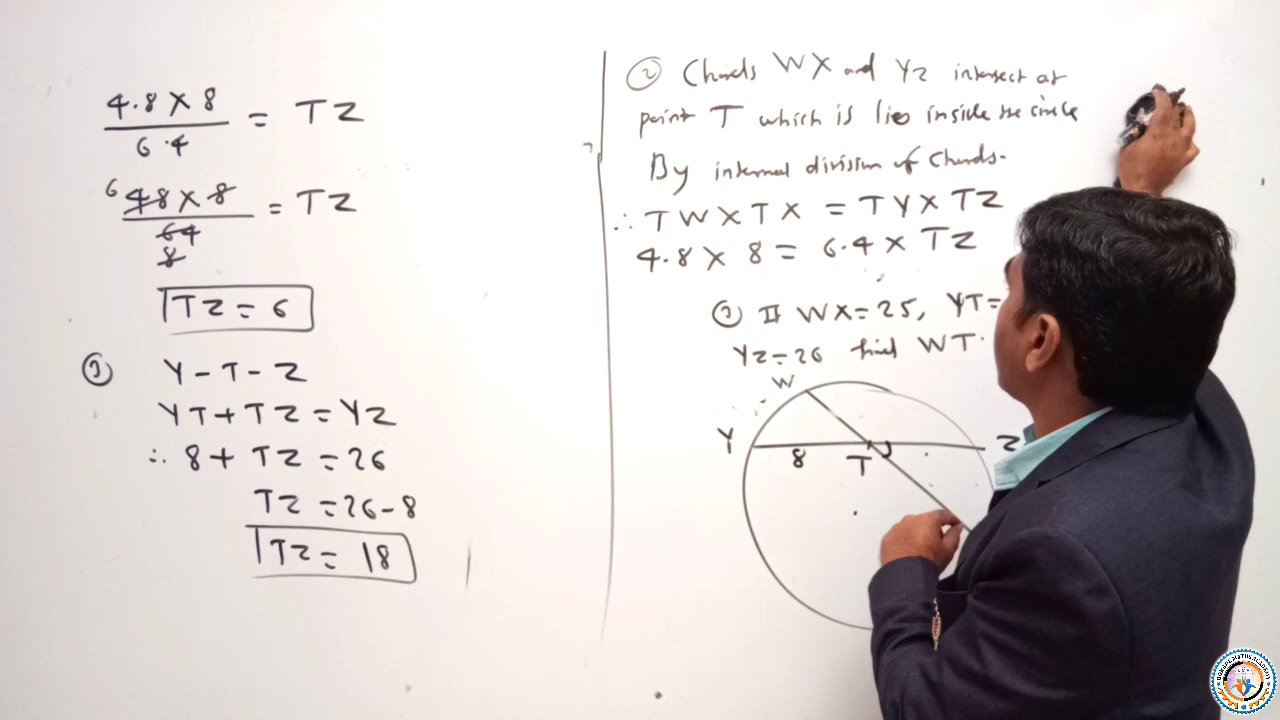 4.8 X 8 / 6.4 = TZ
6 48 X 8 / 64 = TZ
8
TZ = 6
Y - T - Z
YT + TZ = YZ
∴ 8 + TZ = 26
TZ = 26 - 8
TZ = 18
② Chords WX and YZ intersect at
point T which is lie inside the circle
By internal division of chords.
∴ TW X TX = TY X TZ
4.8 X 8 = 6.4 X TZ
If WX = 25, YT =
YZ = 26 find WT.
W
Y
8
T
Z